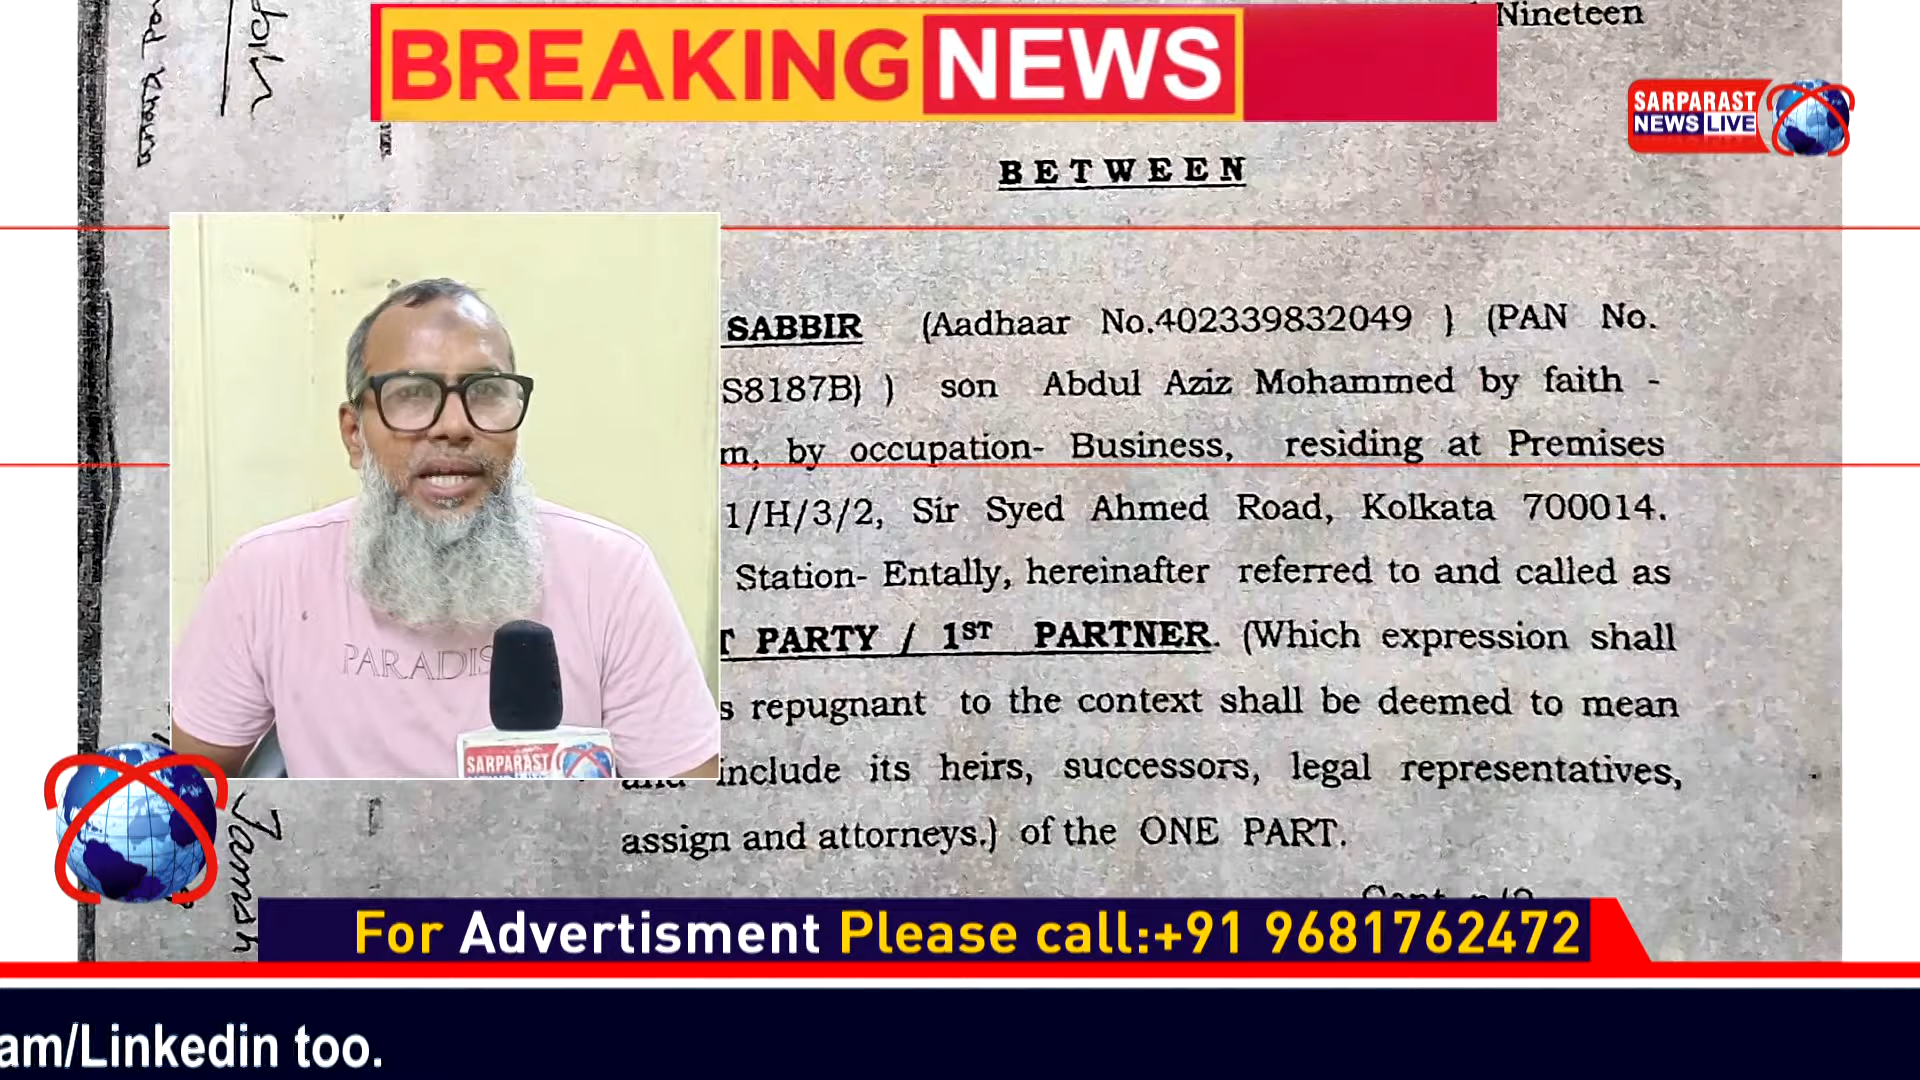 Nineteen
BREAKING NEWS
SARPARAST
NEWS LIVE
BETWEEN
SABBIR (Aadhaar No.402339832049 ) (PAN No.
S8187B) ) son Abdul Aziz Mohammed by faith -
m, by occupation- Business, residing at Premises
1/H/3/2, Sir Syed Ahmed Road, Kolkata 700014.
Station- Entally, hereinafter referred to and called as
T PARTY / 1ST PARTNER. (Which expression shall
s repugnant to the context shall be deemed to mean
and include its heirs, successors, legal representatives,
assign and attorneys.) of the ONE PART.
PARADIS
SARPARAST
For Advertisment Please call:+91 9681762472
am/Linkedin too.